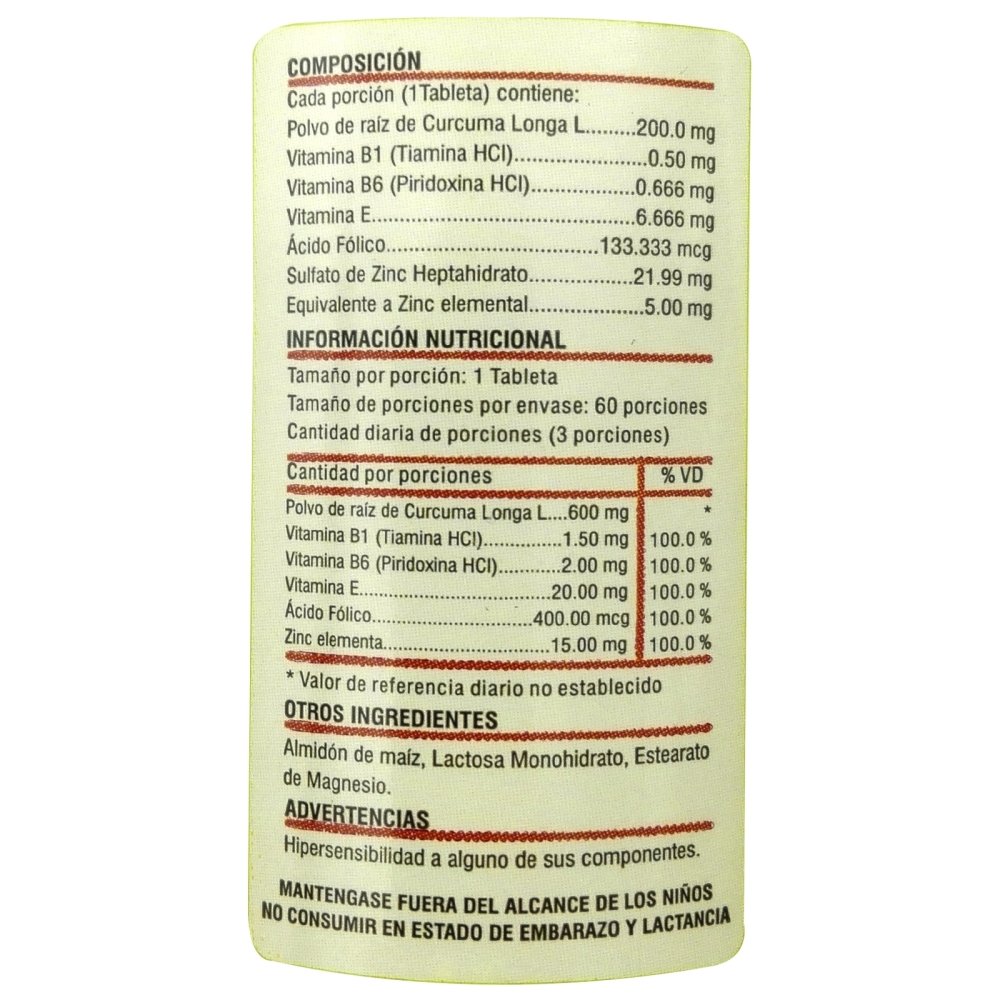 COMPOSICIÓN
Cada porción (1Tableta) contiene:
Polvo de raíz de Curcuma Longa L.........200.0 mg
Vitamina B1 (Tiamina HCl)......................0.50 mg
Vitamina B6 (Piridoxina HCl).................0.666 mg
Vitamina E...........................................6.666 mg
Ácido Fólico...................................133.333 mcg
Sulfato de Zinc Heptahidrato.................21.99 mg
Equivalente a Zinc elemental...................5.00 mg
INFORMACIÓN NUTRICIONAL
Tamaño por porción: 1 Tableta
Tamaño de porciones por envase: 60 porciones
Cantidad diaria de porciones (3 porciones)
Cantidad por porciones % VD
Polvo de raíz de Curcuma Longa L....600 mg *
Vitamina B1 (Tiamina HCl)...............1.50 mg 100.0 %
Vitamina B6 (Piridoxina HCl)............2.00 mg 100.0 %
Vitamina E.....................................20.00 mg 100.0 %
Ácido Fólico...............................400.00 mcg 100.0 %
Zinc elementa................................15.00 mg 100.0 %
* Valor de referencia diario no establecido
OTROS INGREDIENTES
Almidón de maíz, Lactosa Monohidrato, Estearato
de Magnesio.
ADVERTENCIAS
Hipersensibilidad a alguno de sus componentes.
MANTENGASE FUERA DEL ALCANCE DE LOS NIÑOS
NO CONSUMIR EN ESTADO DE EMBARAZO Y LACTANCIA